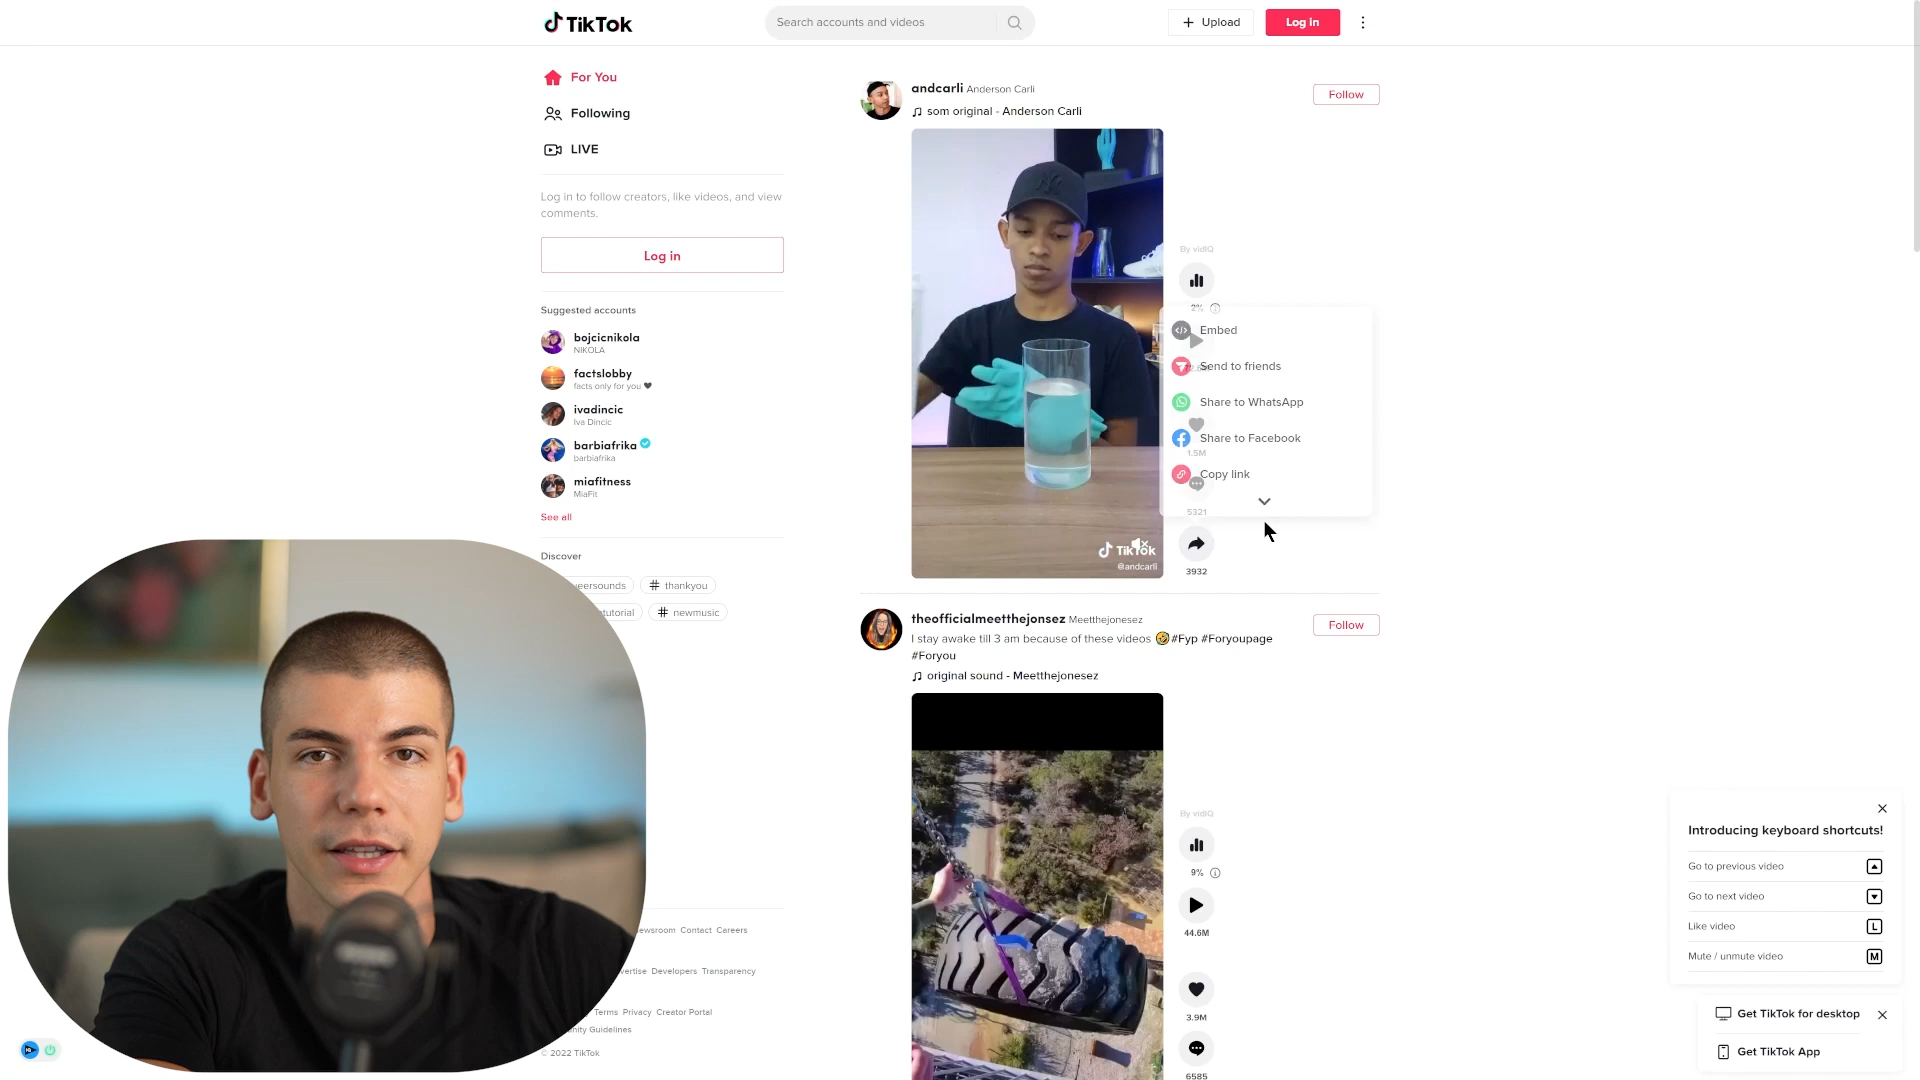 TikTok
Search accounts and videos
Upload
Log in
For You
Following
LIVE
Log in to follow creators, like videos, and view
comments.
Log in
Suggested accounts
bojcicnikola
NIKOLA
factslobby
facts only for you
ivadincic
Iva Dincic
barbiafrika
barbiafrika
miafitness
MiaFit
See all
Discover
eersounds
# thankyou
tutorial
# newmusic
ewsroom Contact Careers
vertise Developers Transparency
Terms Privacy Creator Portal
nity Guidelines
© 2022 TikTok
andcarli Anderson Carli
som original - Anderson Carli
Follow
TikTok
@andcarli
By vidIQ
2%
Embed
Send to friends
Share to WhatsApp
Share to Facebook
1.5M
Copy link
5321
3932
theofficialmeetthejonsez Meetthejonesez
I stay awake till 3 am because of these videos 🤣#Fyp #Foryoupage
#Foryou
original sound - Meetthejonesez
Follow
By vidIQ
9%
44.6M
3.9M
6585
Introducing keyboard shortcuts!
Go to previous video
Go to next video
Like video L
Mute / unmute video M
Get TikTok for desktop
Get TikTok App